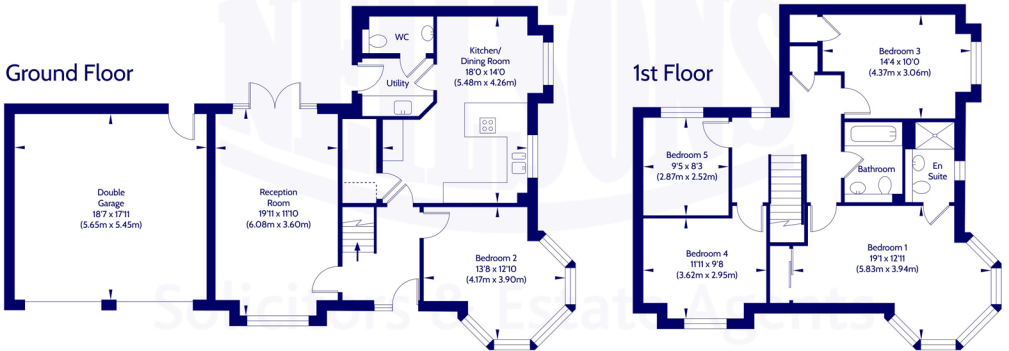 Ground Floor
Double
Garage
18'7 x 17'11
(5.65m x 5.45m)
Reception
Room
19'11 x 11'10
(6.08m x 3.60m)
WC
Utility
Kitchen/
Dining Room
18'0 x 14'0
(5.48m x 4.26m)
Bedroom 2
13'8 x 12'10
(4.17m x 3.90m)
1st Floor
Bedroom 3
14'4 x 10'0
(4.37m x 3.06m)
Bedroom 5
9'5 x 8'3
(2.87m x 2.52m)
Bathroom
En
Suite
Bedroom 4
11'11 x 9'8
(3.62m x 2.95m)
Bedroom 1
19'1 x 12'11
(5.83m x 3.94m)
NEILSONS
Solicitors & Estate Agents